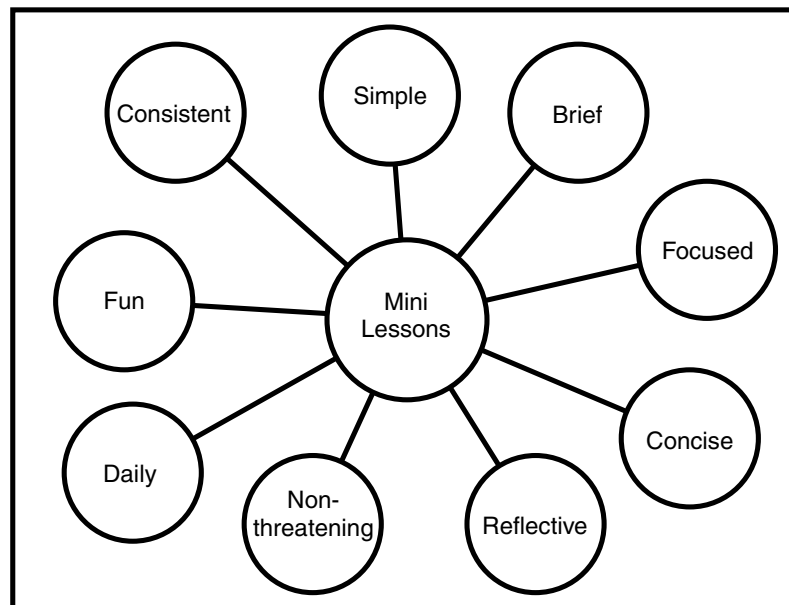 Simple
Consistent
Brief
Focused
Fun
Mini
Lessons
Concise
Daily
Non-
threatening
Reflective